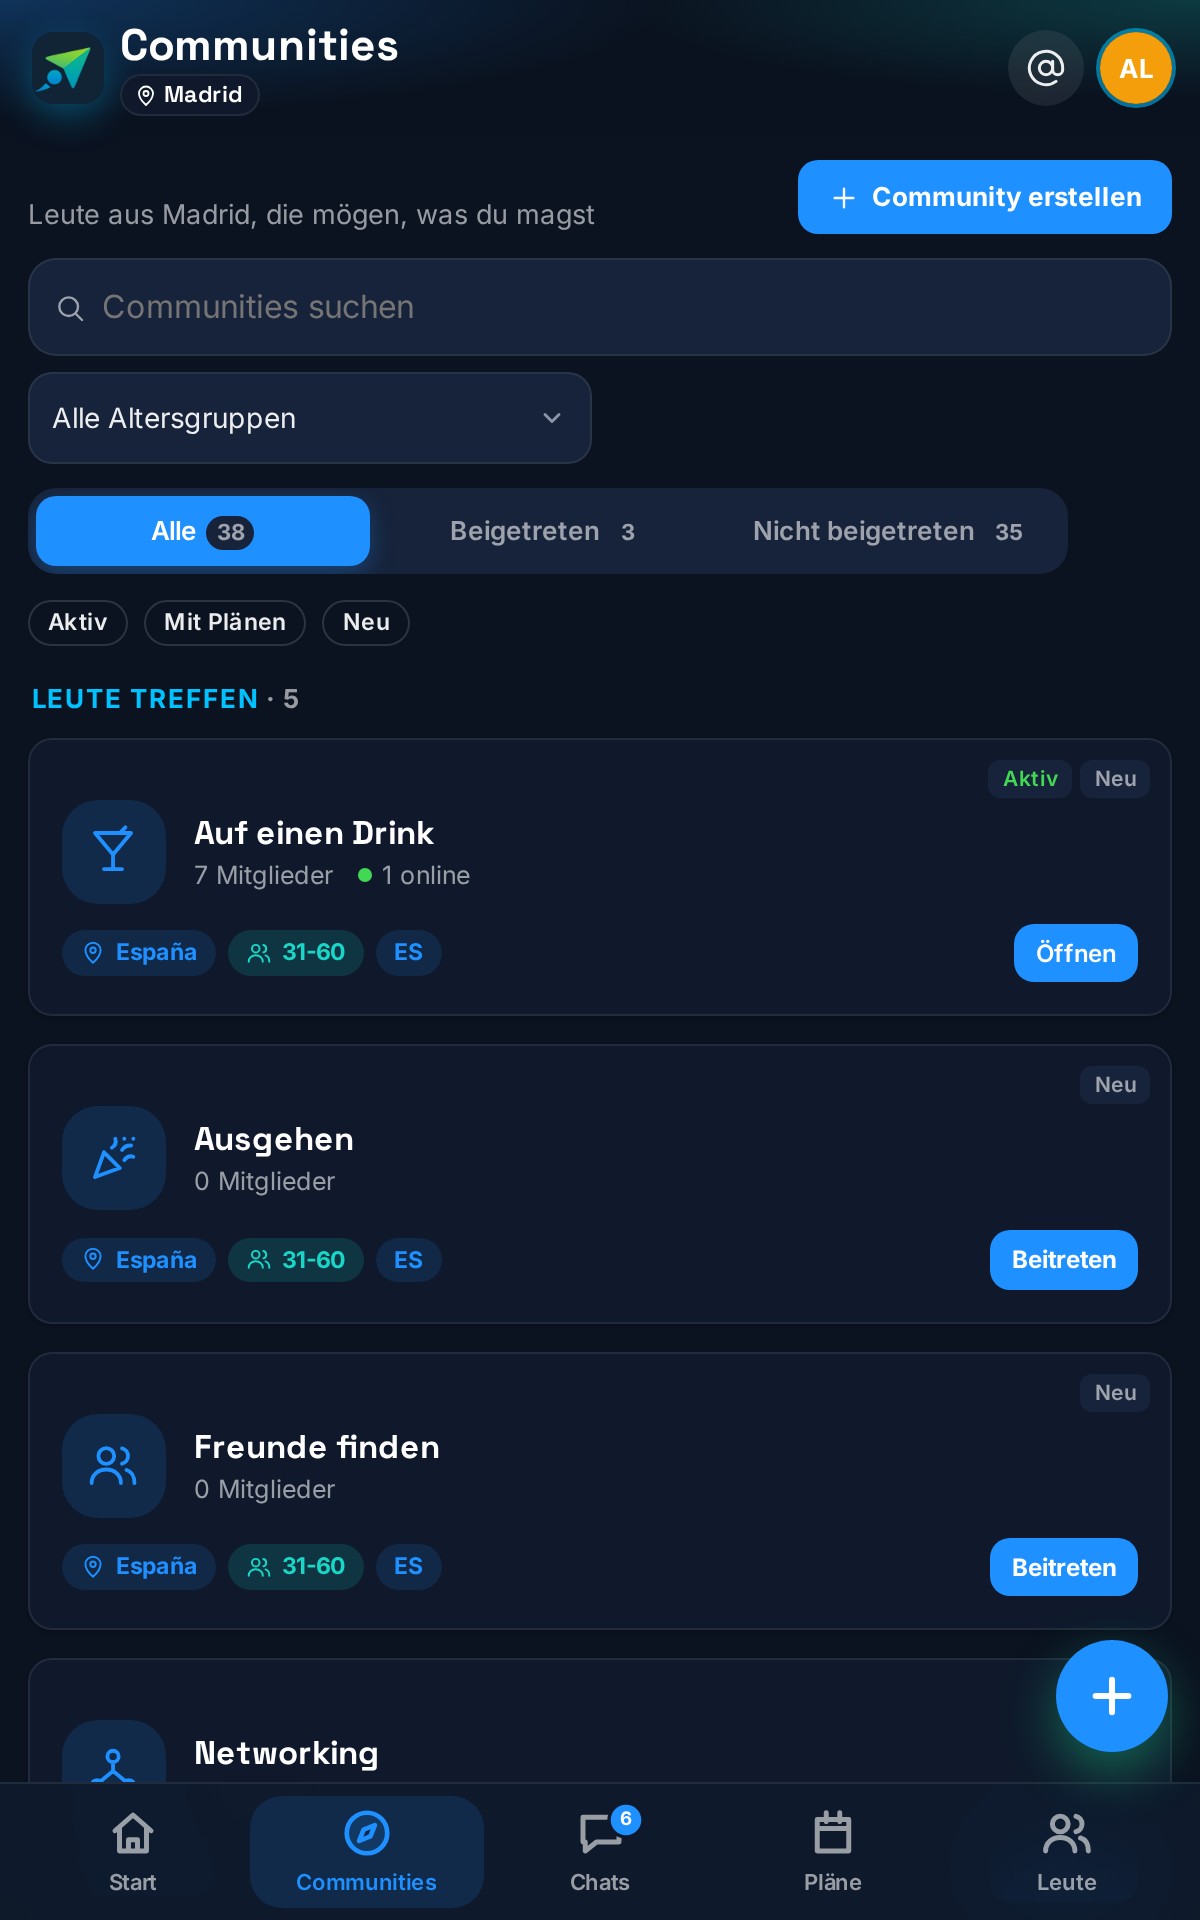 Communities
Madrid
@
AL
Leute aus Madrid, die mögen, was du magst
Community erstellen
Communities suchen
Alle Altersgruppen
Alle 38
Beigetreten 3
Nicht beigetreten 35
Aktiv
Mit Plänen
Neu
LEUTE TREFFEN · 5
Aktiv
Neu
Auf einen Drink
7 Mitglieder
1 online
España
31-60
ES
Öffnen
Neu
Ausgehen
0 Mitglieder
España
31-60
ES
Beitreten
Neu
Freunde finden
0 Mitglieder
España
31-60
ES
Beitreten
Networking
Start
Communities
6
Chats
Pläne
Leute